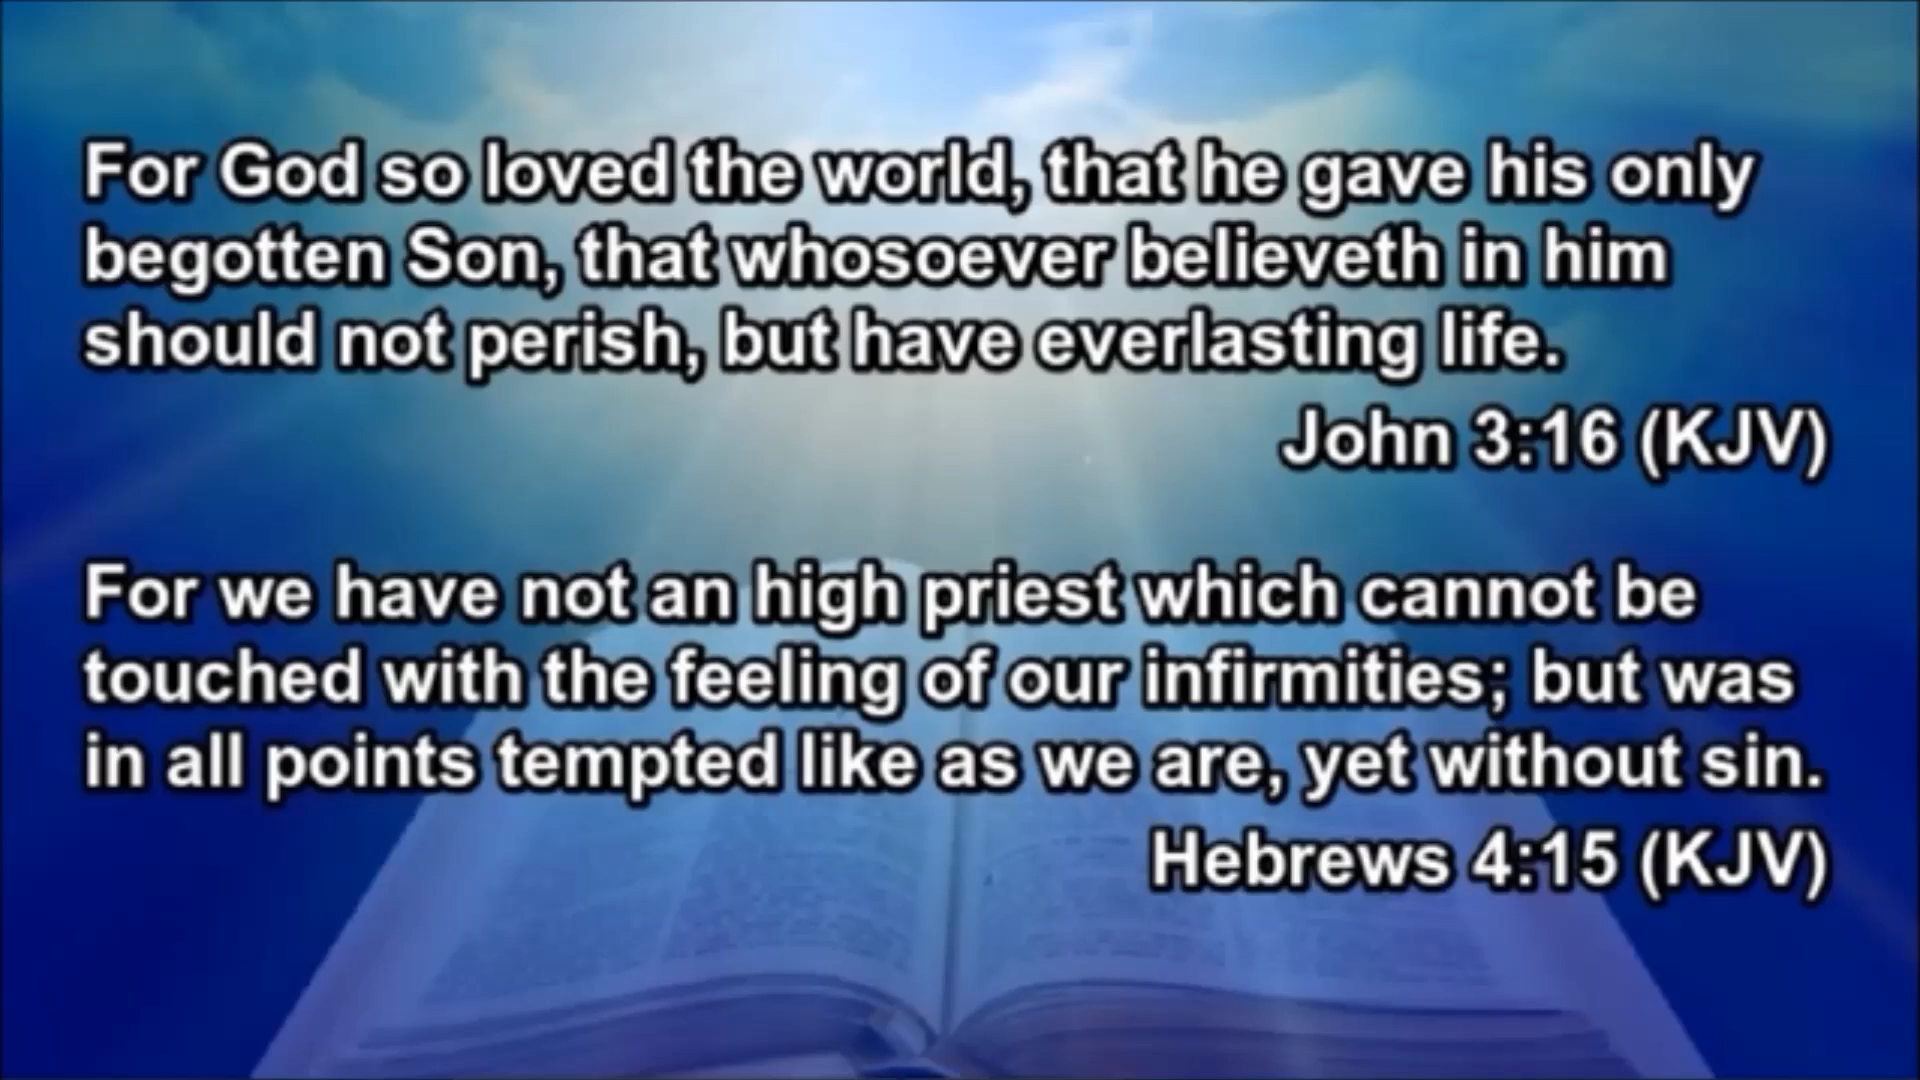 For God so loved the world, that he gave his only
begotten Son, that whosoever believeth in him
should not perish, but have everlasting life.
John 3:16 (KJV)
For we have not an high priest which cannot be
touched with the feeling of our infirmities; but was
in all points tempted like as we are, yet without sin.
Hebrews 4:15 (KJV)